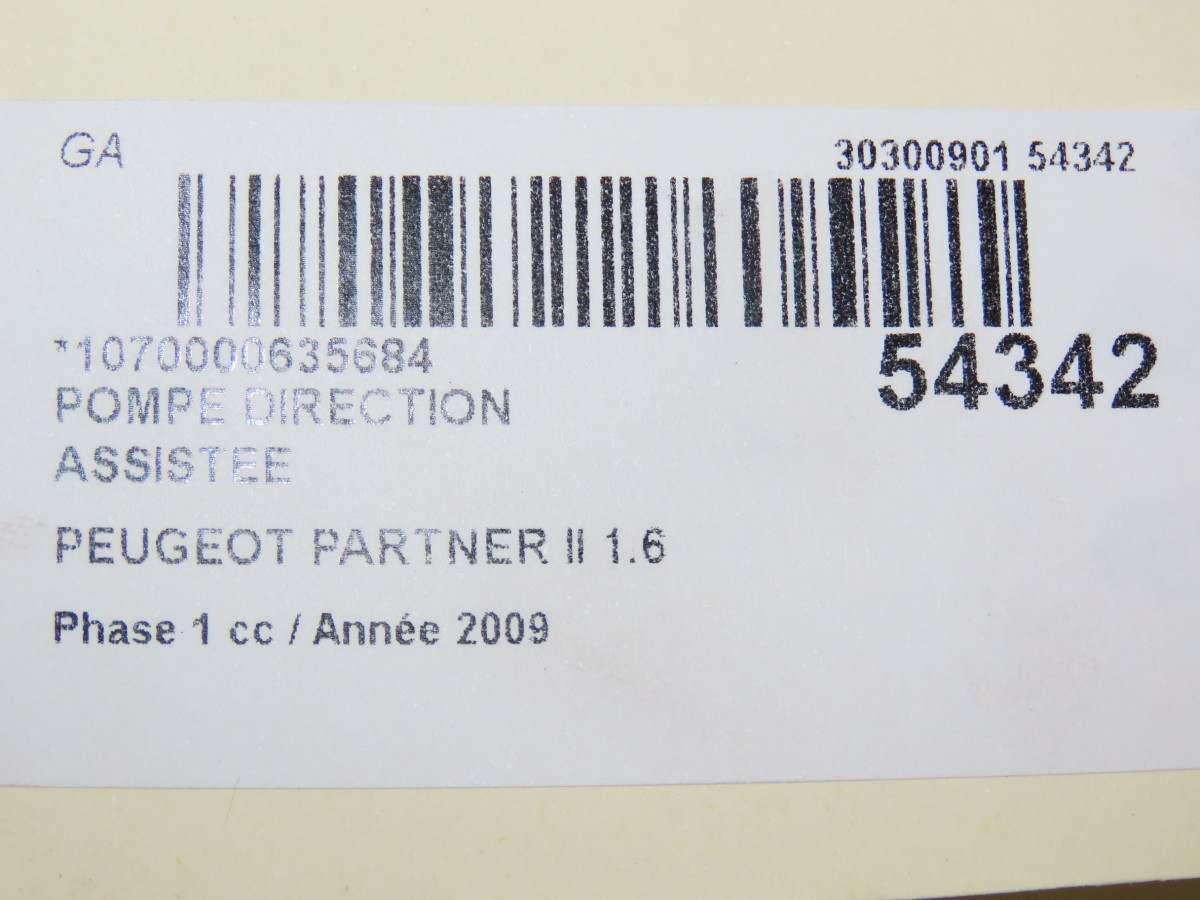 GA
30300901 54342
*1070000635684
54342
POMPE DIRECTION
ASSISTEE
PEUGEOT PARTNER II 1.6
Phase 1 cc / Année 2009